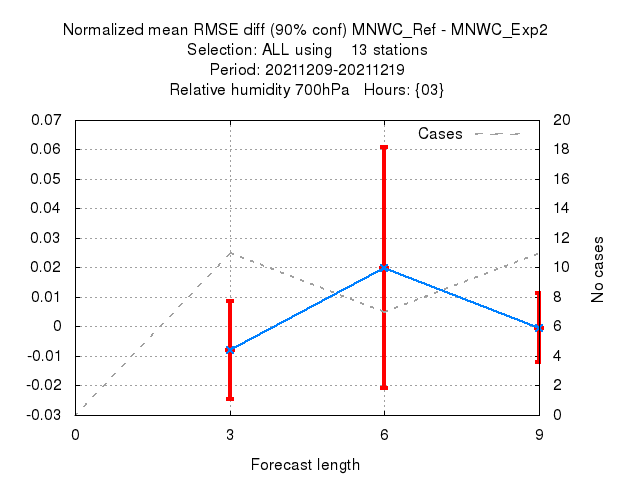 Normalized mean RMSE diff (90% conf) MNWC_Ref - MNWC_Exp2
Selection: ALL using    13 stations
Period: 20211209-20211219
Relative humidity 700hPa   Hours: {03}
Cases
0.07
0.06
0.05
0.04
0.03
0.02
0.01
0
-0.01
-0.02
-0.03
20
18
16
14
12
10
8
6
4
2
0
No cases
0 3 6 9
Forecast length